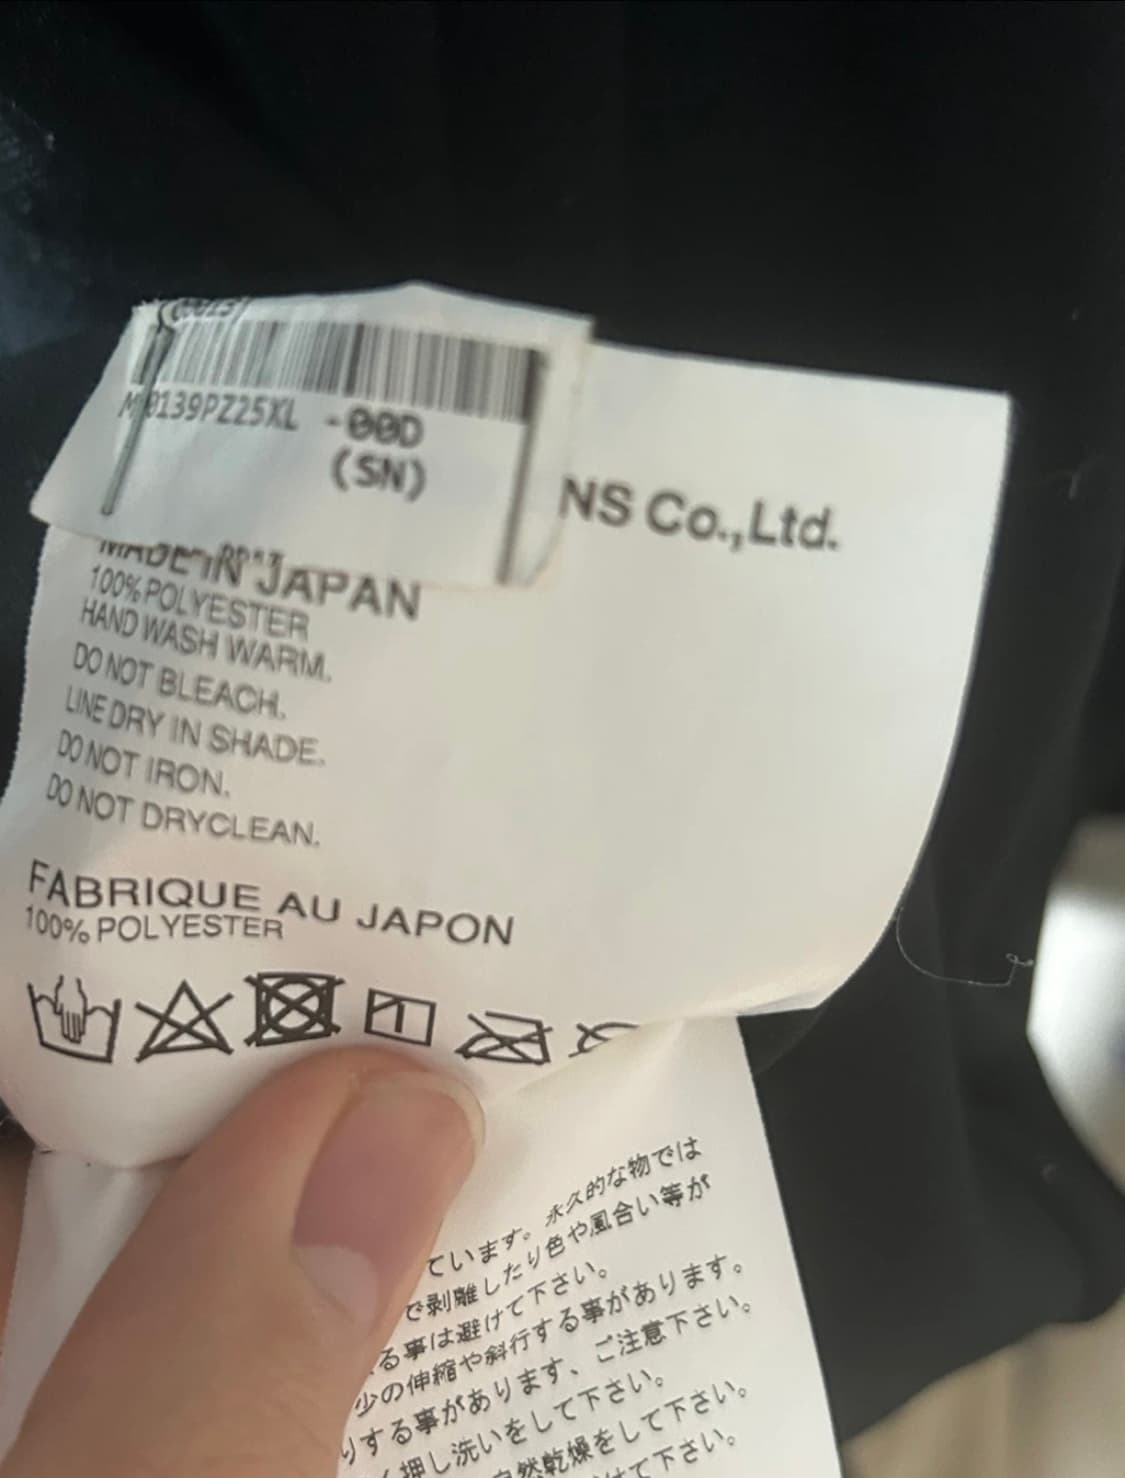 139PZ25XL -00D
(SN)
NS Co.,Ltd.
MADE IN JAPAN
100% POLYESTER
HAND WASH WARM.
DO NOT BLEACH.
LINE DRY IN SHADE.
DO NOT IRON.
DO NOT DRYCLEAN.
FABRIQUE AU JAPON
100% POLYESTER
ています。永久的な物では
で剥離したり色や風合い等が
る事は避けて下さい。
少の伸縮や斜行する事があります。
りする事があります、ご注意下さい。
押し洗いをして下さい。
自然乾燥をして下さい。
けて下さい。